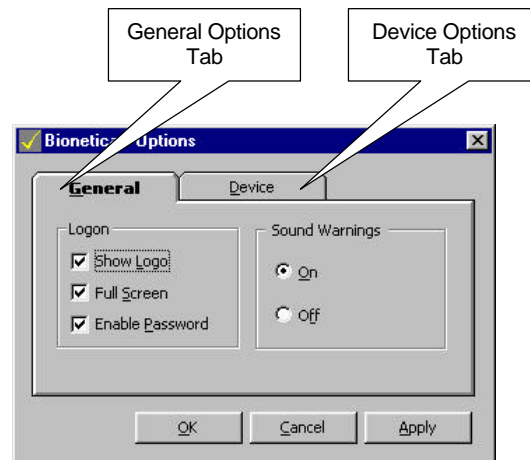 General Options
Tab
Device Options
Tab
Options
General
Device
Logon
Show Logo
Full Screen
Enable Password
Sound Warnings
On
Off
OK
Cancel
Apply